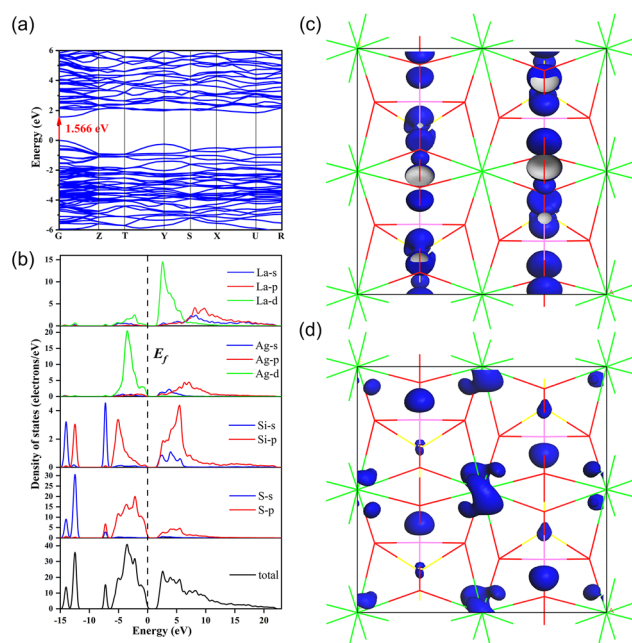 (a)
6
4
2
0
-2
-4
-6
Energy (eV)
1.566 eV
G Z T Y S X U R
(b)
Density of states (electrons/eV)
15
10
5
0
La-s
La-p
La-d
20
15
10
5
0
E_f
Ag-s
Ag-p
Ag-d
4
3
2
1
0
Si-s
Si-p
30
20
10
0
S-s
S-p
40
30
20
10
0
total
-15 -10 -5 0 5 10 15 20
Energy (eV)
(c)
(d)